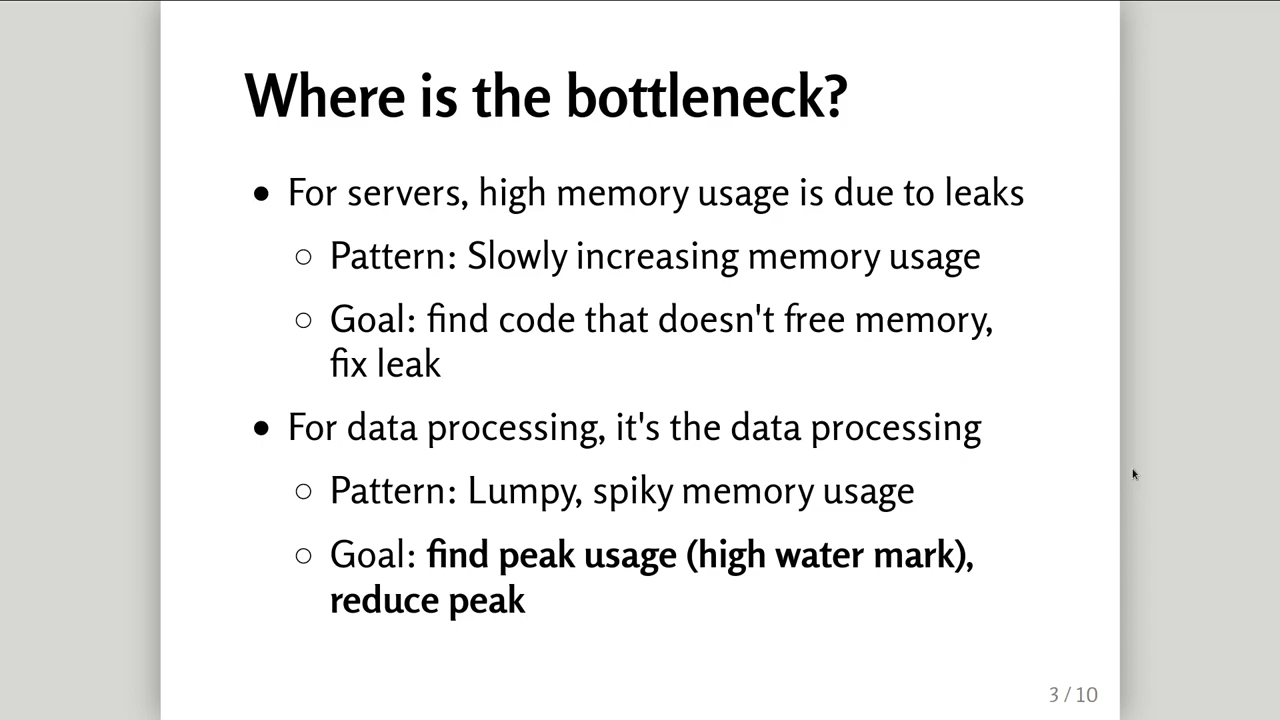 Where is the bottleneck?
• For servers, high memory usage is due to leaks
○ Pattern: Slowly increasing memory usage
○ Goal: find code that doesn't free memory,
fix leak
• For data processing, it's the data processing
○ Pattern: Lumpy, spiky memory usage
○ Goal: find peak usage (high water mark),
reduce peak
3 / 10